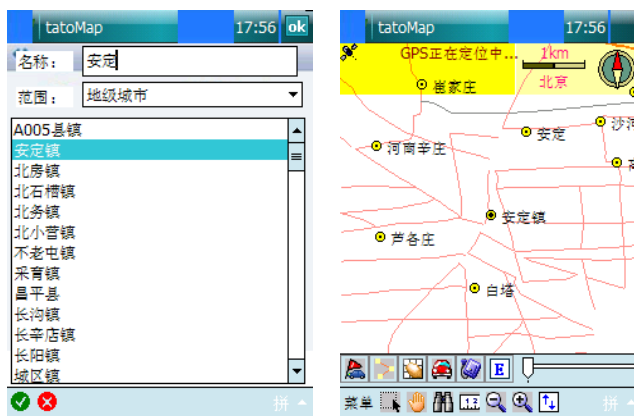 tatoMap 17:56 ok
名称： 安定
范围： 地级城市
A005县镇
安定镇
北房镇
北石槽镇
北务镇
北小营镇
不老屯镇
采育镇
昌平县
长沟镇
长辛店镇
长阳镇
城区镇
拼
tatoMap 17:56
GPS正在定位中... 1km
北京
崔家庄
安定
沙河
河南辛庄
安定镇
芦各庄
白塔
E
菜单
1:2
拼